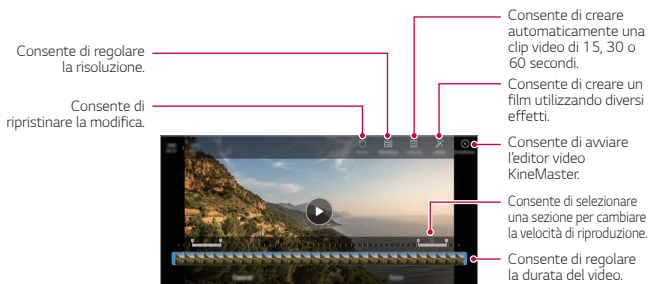 Consente di regolare
la risoluzione.
Consente di
ripristinare la modifica.
Consente di creare
automaticamente una
clip video di 15, 30 o
60 secondi.
Consente di creare un
film utilizzando diversi
effetti.
Consente di avviare
l'editor video
KineMaster.
Consente di selezionare
una sezione per cambiare
la velocità di riproduzione.
Consente di regolare
la durata del video.